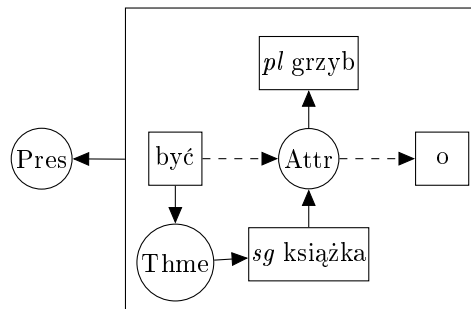 pl grzyb
Pres
być
Attr
o
Thme
sg książka